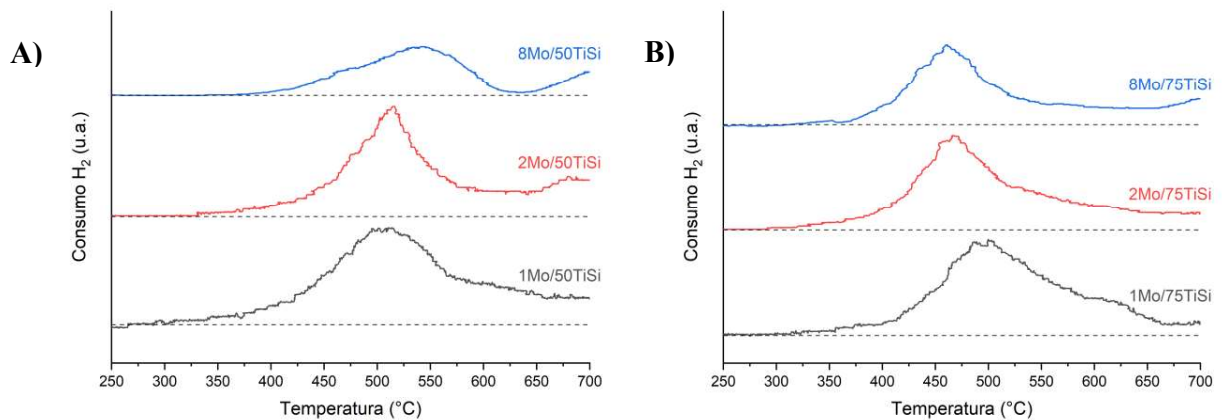 A)
Consumo H₂ (u.a.)
8Mo/50TiSi
2Mo/50TiSi
1Mo/50TiSi
250 300 350 400 450 500 550 600 650 700
Temperatura (°C)
B)
Consumo H₂ (u.a.)
8Mo/75TiSi
2Mo/75TiSi
1Mo/75TiSi
250 300 350 400 450 500 550 600 650 700
Temperatura (°C)